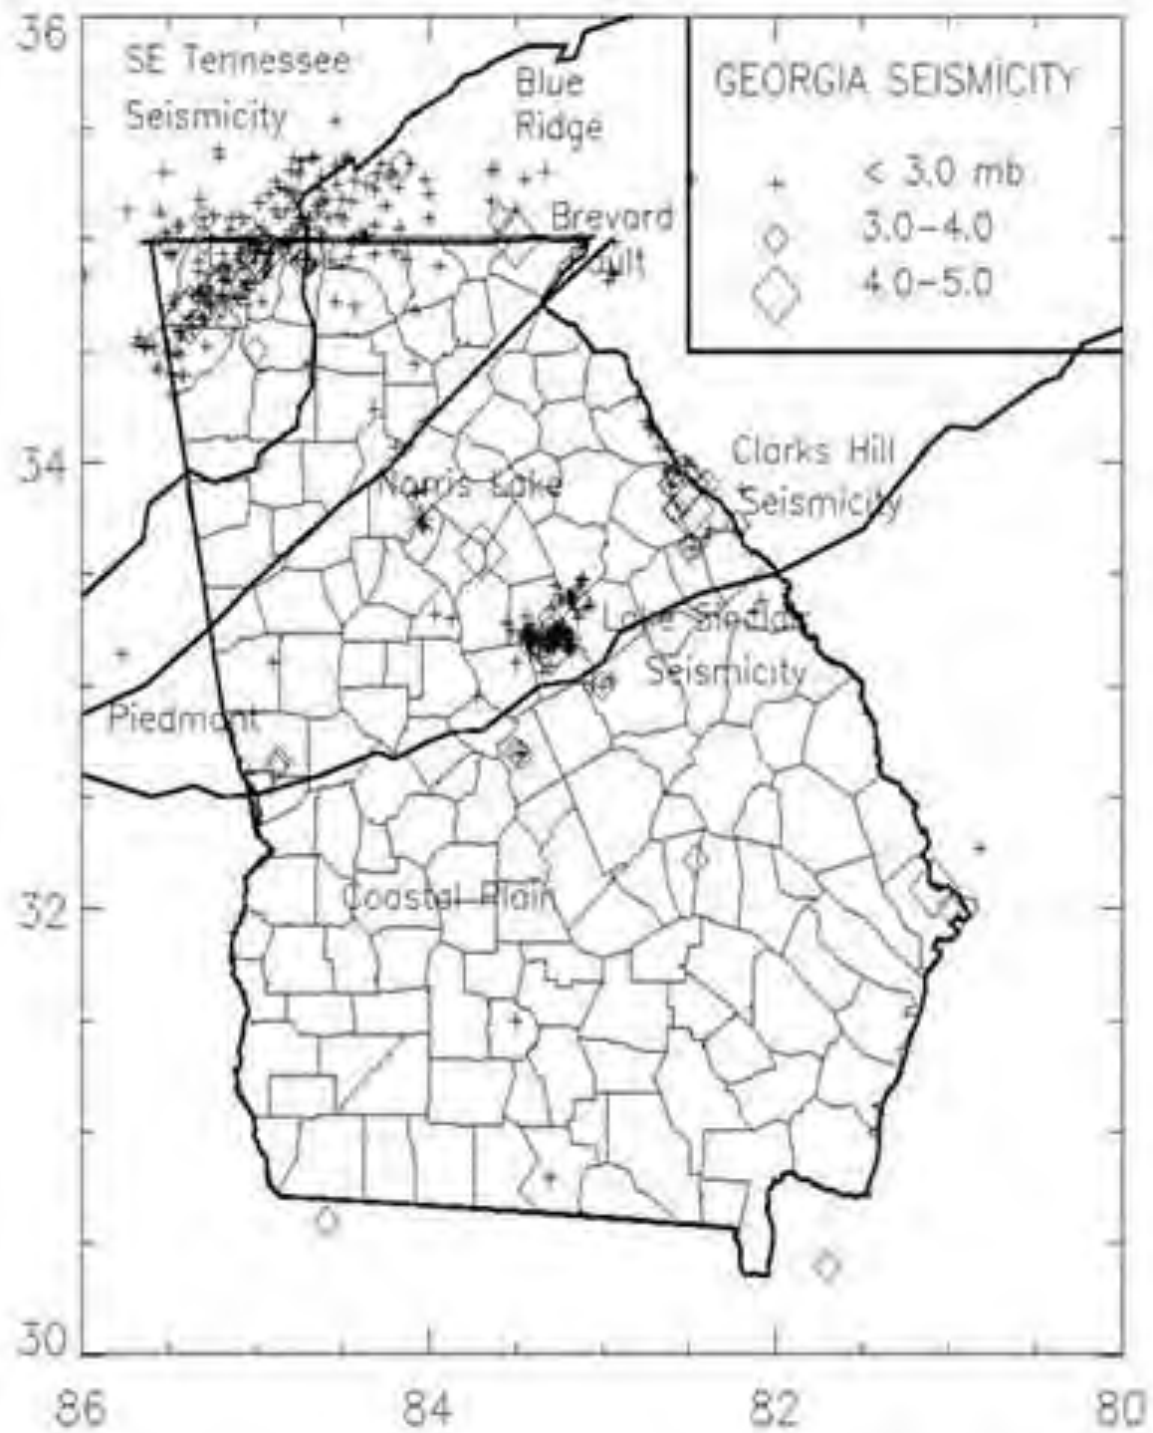 36
SE Tennessee
Seismicity
Blue
Ridge
GEORGIA SEISMICITY
< 3.0 mb
3.0-4.0
4.0-5.0
Brevard
Fault
34
Clarks Hill
Seismicity
Norris Lake
Lake Sinclair
Seismicity
Piedmont
Coastal Plain
32
30
86
84
82
80